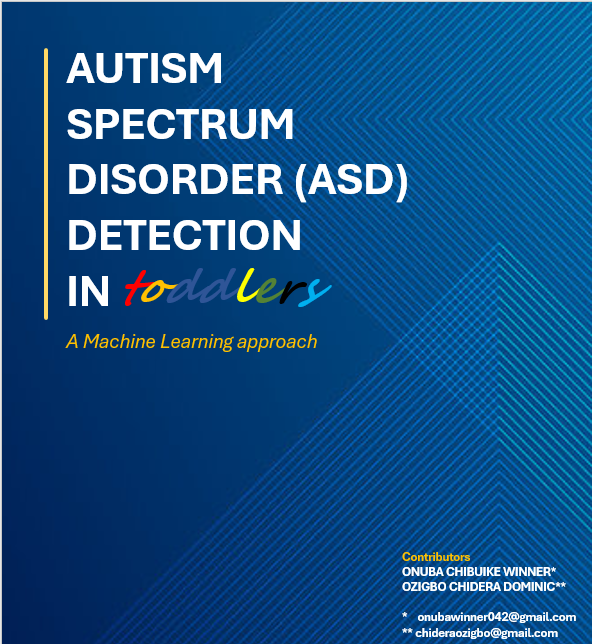 AUTISM
SPECTRUM
DISORDER (ASD)
DETECTION
IN toddlers
A Machine Learning approach
Contributors
ONUBA CHIBUIKE WINNER*
OZIGBO CHIDERA DOMINIC**
* onubawinner042@gmail.com
** chideraozigbo@gmail.com